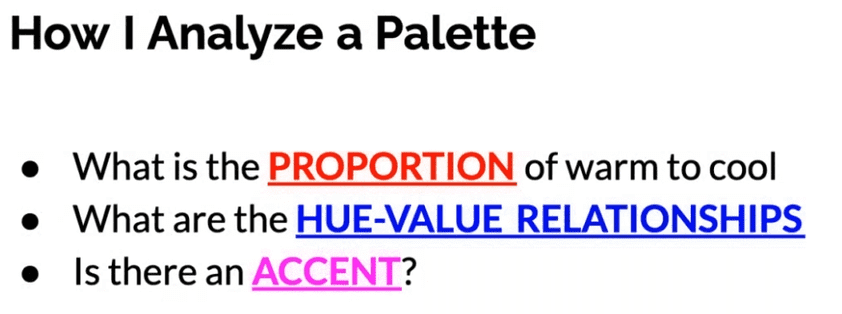 How I Analyze a Palette
● What is the PROPORTION of warm to cool
● What are the HUE-VALUE RELATIONSHIPS
● Is there an ACCENT?